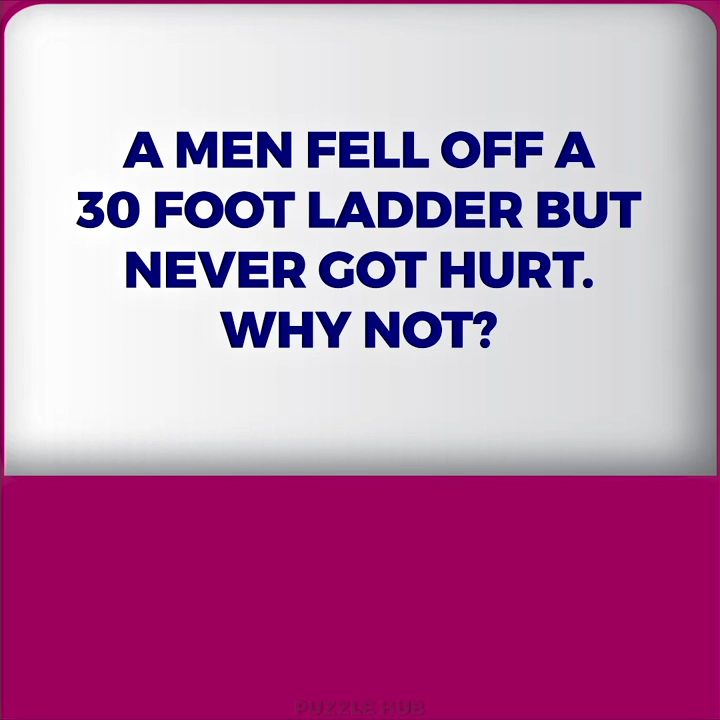 A MEN FELL OFF A
30 FOOT LADDER BUT
NEVER GOT HURT.
WHY NOT?
PUZZLE HUB